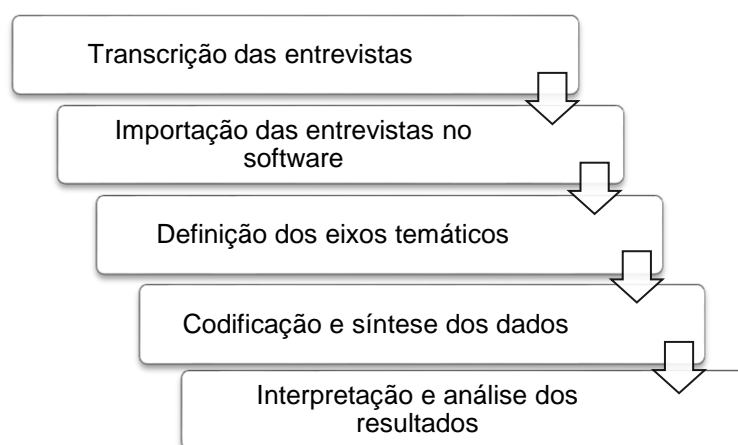 Transcrição das entrevistas
Importação das entrevistas no
software
Definição dos eixos temáticos
Codificação e síntese dos dados
Interpretação e análise dos
resultados